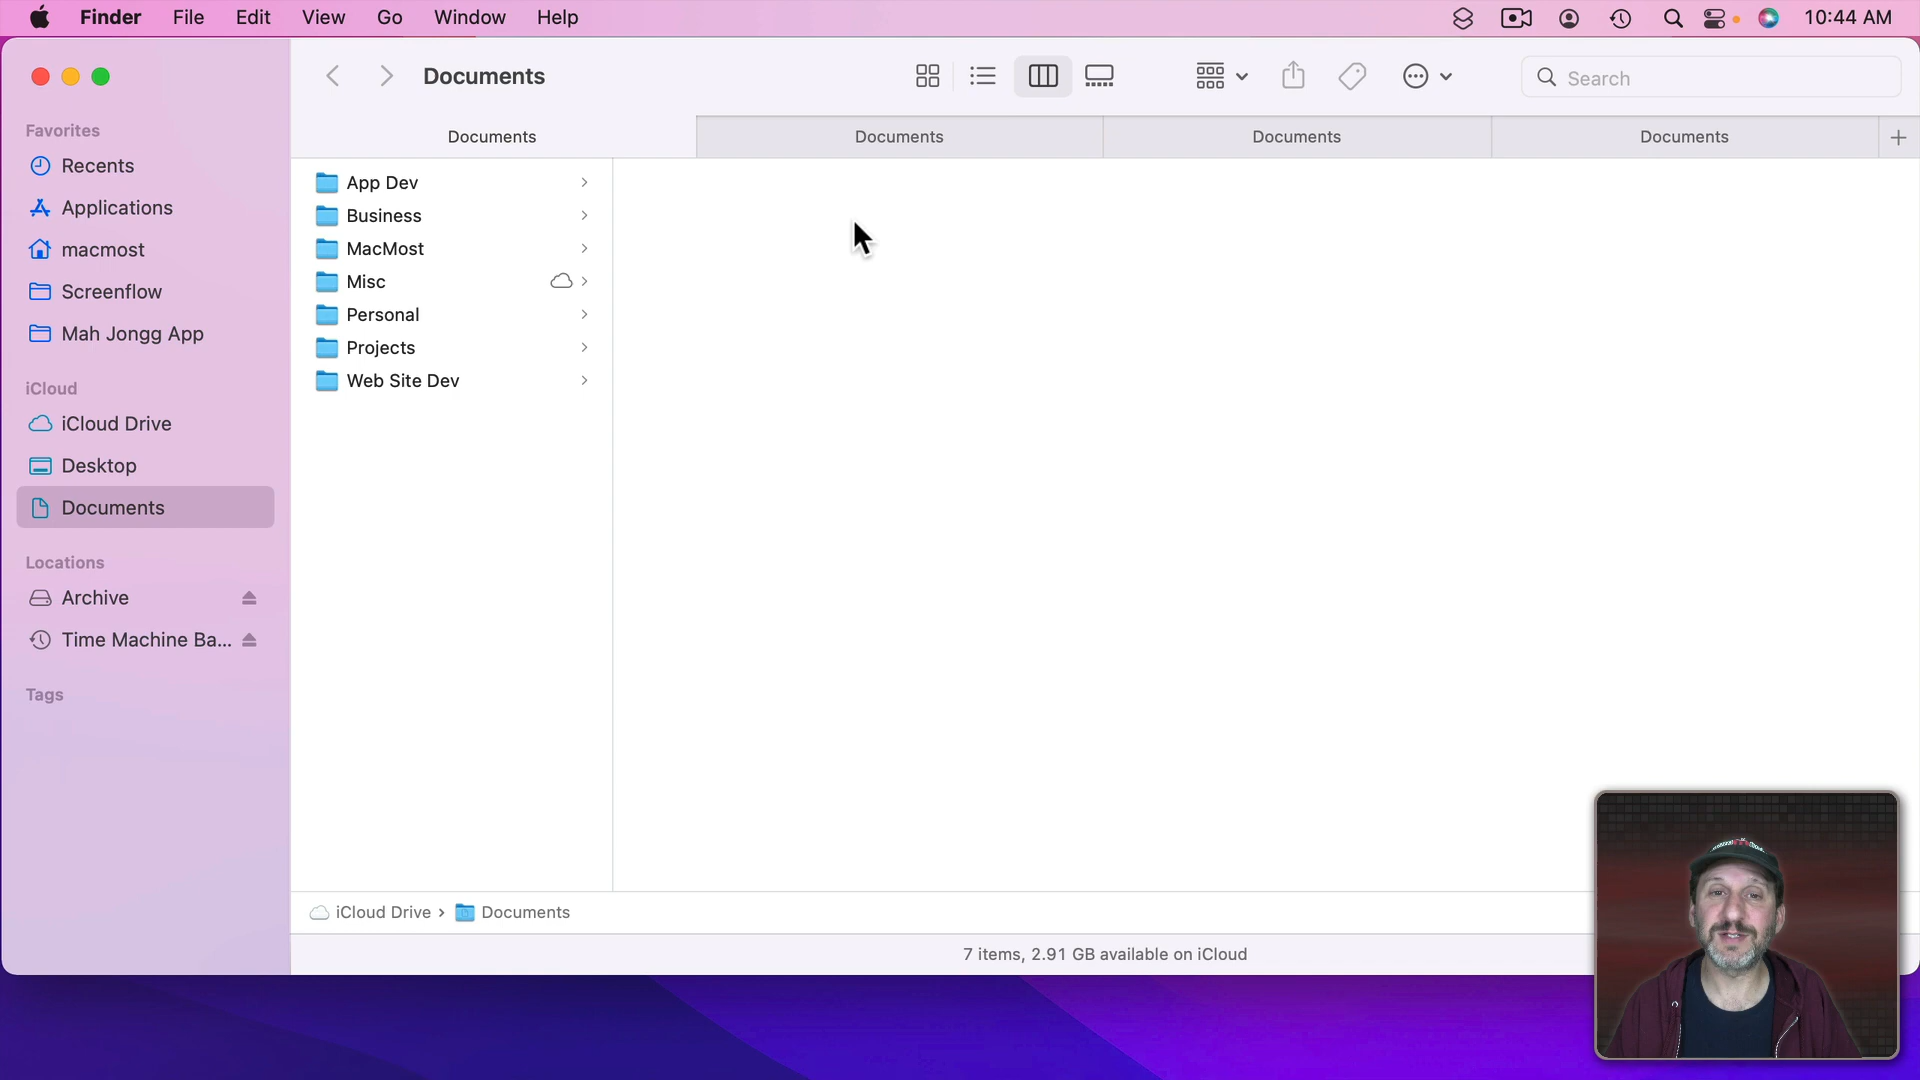 Finder File Edit View Go Window Help 10:44 AM
Documents
Search
Documents Documents Documents Documents
Favorites
Recents
Applications
macmost
Screenflow
Mah Jongg App
iCloud
iCloud Drive
Desktop
Documents
Locations
Archive
Time Machine Ba...
Tags
App Dev
Business
MacMost
Misc
Personal
Projects
Web Site Dev
iCloud Drive › Documents
7 items, 2.91 GB available on iCloud